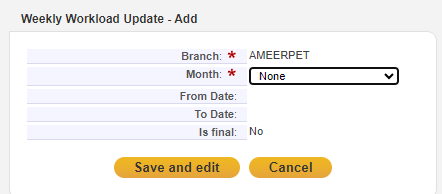 Weekly Workload Update - Add
Branch: * AMEERPET
Month: * None
From Date:
To Date:
Is final: No
Save and edit Cancel